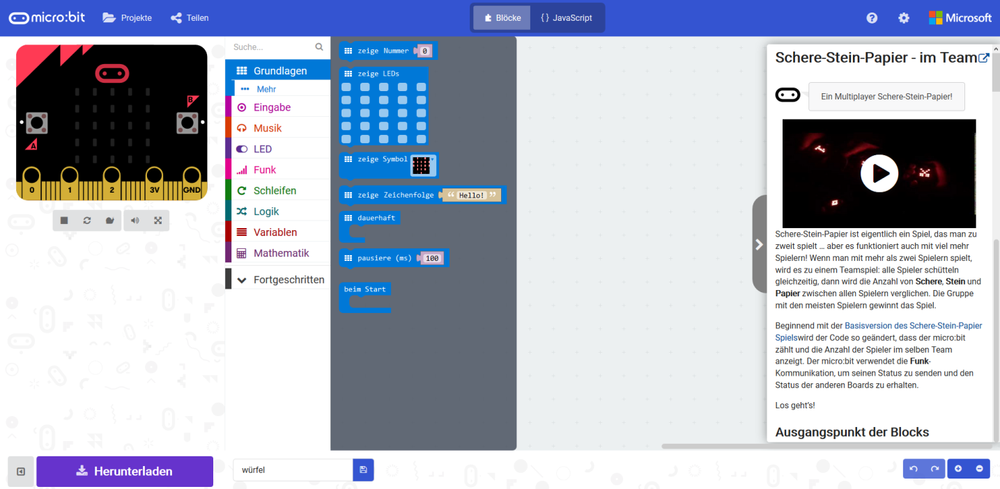 micro:bit
Projekte
Teilen
Blöcke
{ } JavaScript
Microsoft
B
A
0 1 2 3V GND
Herunterladen
Suche...
Grundlagen
Mehr
Eingabe
Musik
LED
Funk
Schleifen
Logik
Variablen
Mathematik
Fortgeschritten
zeige Nummer 0
zeige LEDs
zeige Symbol
zeige Zeichenfolge “ Hello! ”
dauerhaft
pausiere (ms) 100
beim Start
würfel
Schere-Stein-Papier - im Team
Ein Multiplayer Schere-Stein-Papier!
Schere-Stein-Papier ist eigentlich ein Spiel, das man zu
zweit spielt … aber es funktioniert auch mit viel mehr
Spielern! Wenn man mit mehr als zwei Spielern spielt,
wird es zu einem Teamspiel: alle Spieler schütteln
gleichzeitig, dann wird die Anzahl von Schere, Stein und
Papier zwischen allen Spielern verglichen. Die Gruppe
mit den meisten Spielern gewinnt das Spiel.
Beginnend mit der Basisversion des Schere-Stein-Papier
Spielswird der Code so geändert, dass der micro:bit
zählt und die Anzahl der Spieler im selben Team
anzeigt. Der micro:bit verwendet die Funk-
Kommunikation, um seinen Status zu senden und den
Status der anderen Boards zu erhalten.
Los geht's!
Ausgangspunkt der Blocks